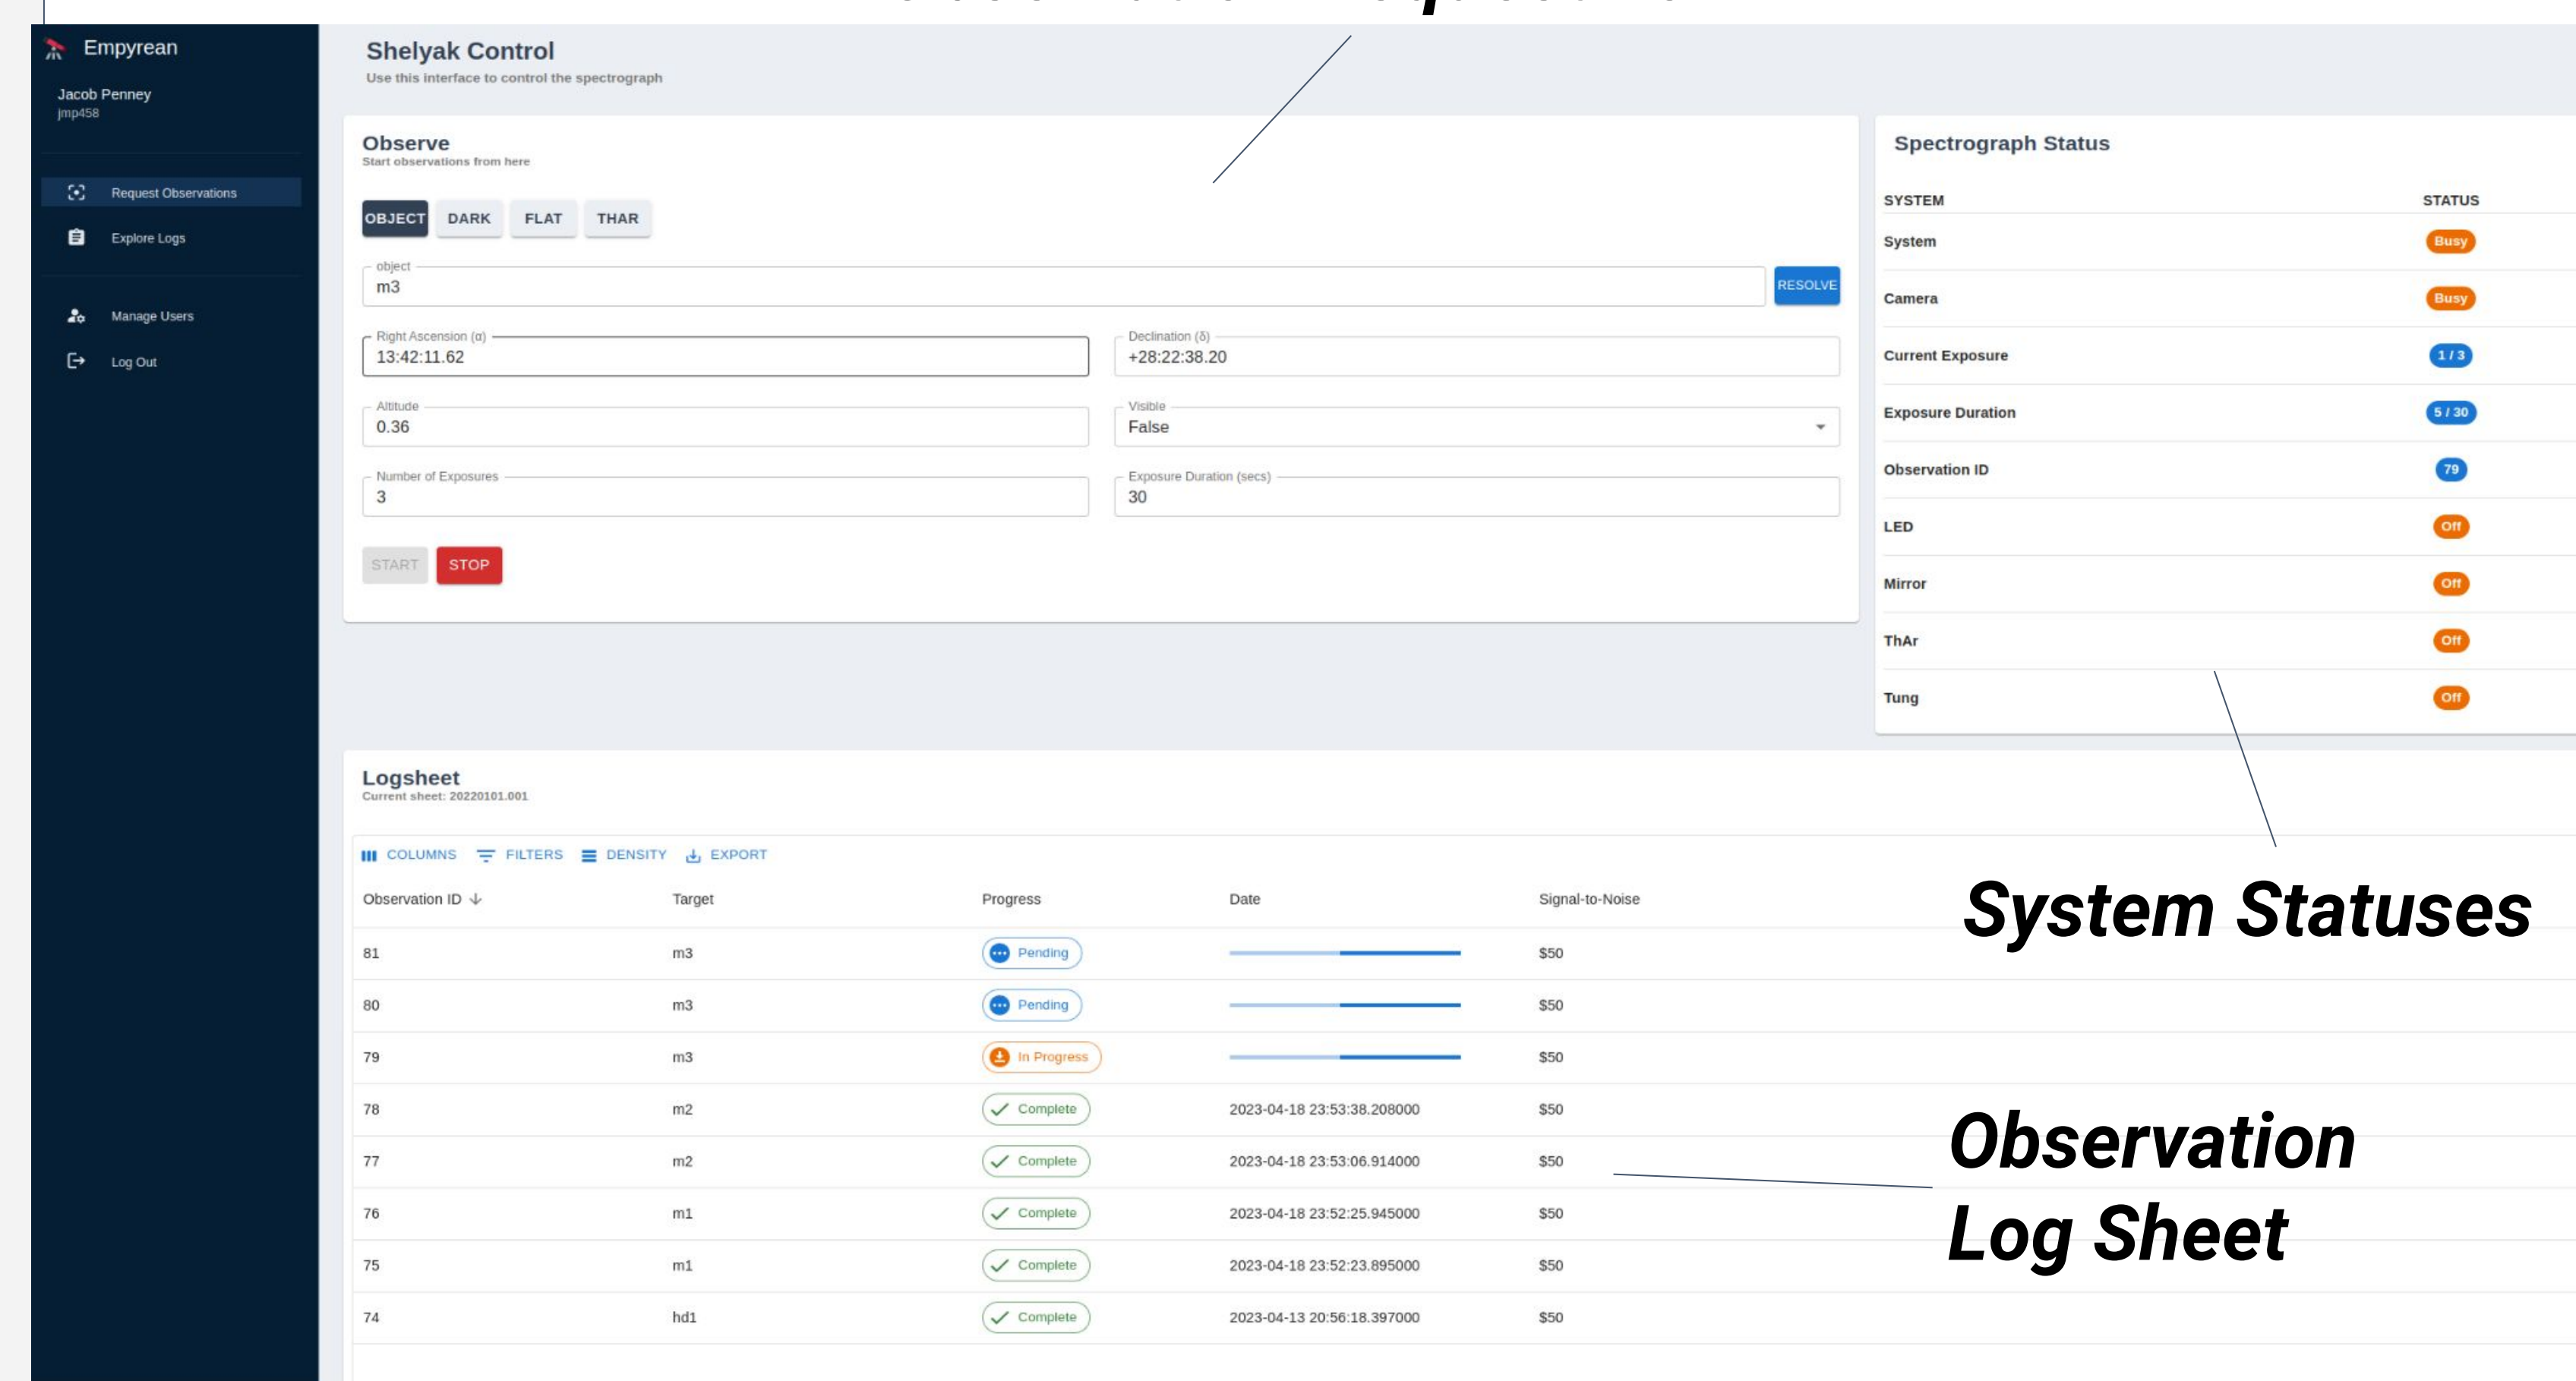 Empyrean
Jacob Penney
jmp458
Request Observations
Explore Logs
Manage Users
Log Out
Shelyak Control
Use this interface to control the spectrograph
Observe
Start observations from here
OBJECT DARK FLAT THAR
object
m3
RESOLVE
Right Ascension (α) Declination (δ)
13:42:11.62 +28:22:38.20
Altitude Visible
0.36 False
Number of Exposures Exposure Duration (secs)
3 30
START STOP
Spectrograph Status
SYSTEM STATUS
System Busy
Camera Busy
Current Exposure 1 / 3
Exposure Duration 5 / 30
Observation ID 79
LED Off
Mirror Off
ThAr Off
Tung Off
Logsheet
Current sheet: 20220101.001
COLUMNS FILTERS DENSITY EXPORT
Observation ID Target Progress Date Signal-to-Noise
81 m3 Pending $50
80 m3 Pending $50
79 m3 In Progress $50
78 m2 Complete 2023-04-18 23:53:38.208000 $50
77 m2 Complete 2023-04-18 23:53:06.914000 $50
76 m1 Complete 2023-04-18 23:52:25.945000 $50
75 m1 Complete 2023-04-18 23:52:23.895000 $50
74 hd1 Complete 2023-04-13 20:56:18.397000 $50
System Statuses
Observation
Log Sheet